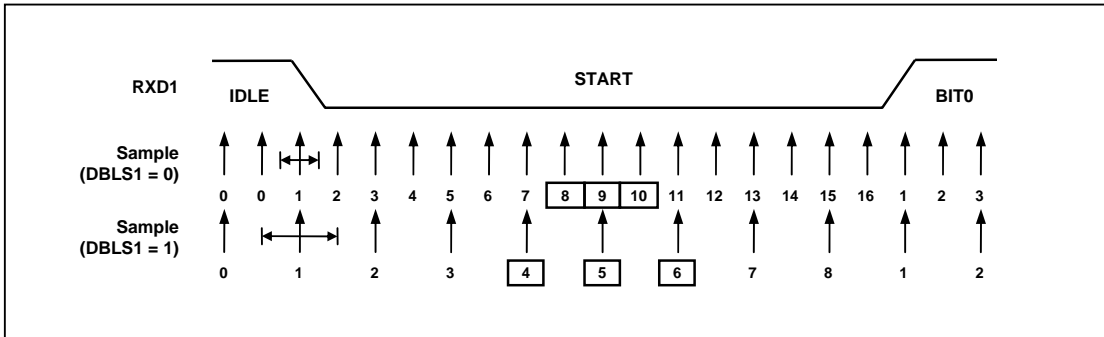 START
RXD1
IDLE
BIT0
Sample
(DBLS1 = 0)
0 0 1 2 3 4 5 6 7 8 9 10 11 12 13 14 15 16 1 2 3
Sample
(DBLS1 = 1)
0 1 2 3 4 5 6 7 8 1 2